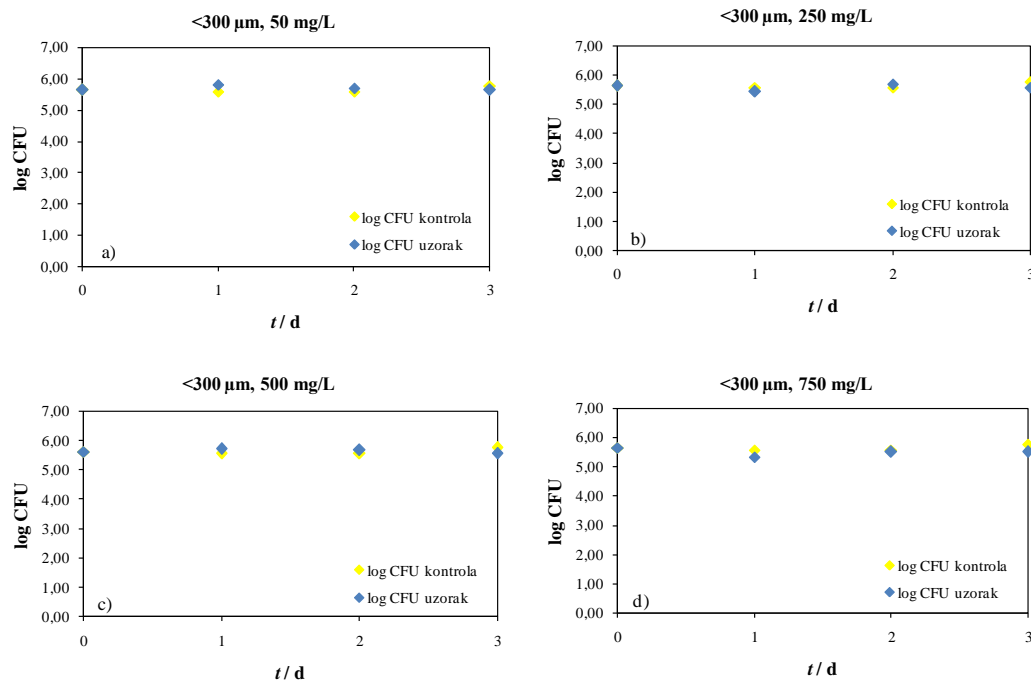 <300 µm, 50 mg/L
7,00
6,00
5,00
4,00
3,00
2,00
1,00
0,00
log CFU
log CFU kontrola
log CFU uzorak
a)
0 1 2 3
t / d
<300 µm, 250 mg/L
7,00
6,00
5,00
4,00
3,00
2,00
1,00
0,00
log CFU
log CFU kontrola
log CFU uzorak
b)
0 1 2 3
t / d
<300 µm, 500 mg/L
7,00
6,00
5,00
4,00
3,00
2,00
1,00
0,00
log CFU
log CFU kontrola
log CFU uzorak
c)
0 1 2 3
t / d
<300 µm, 750 mg/L
7,00
6,00
5,00
4,00
3,00
2,00
1,00
0,00
log CFU
log CFU kontrola
log CFU uzorak
d)
0 1 2 3
t / d